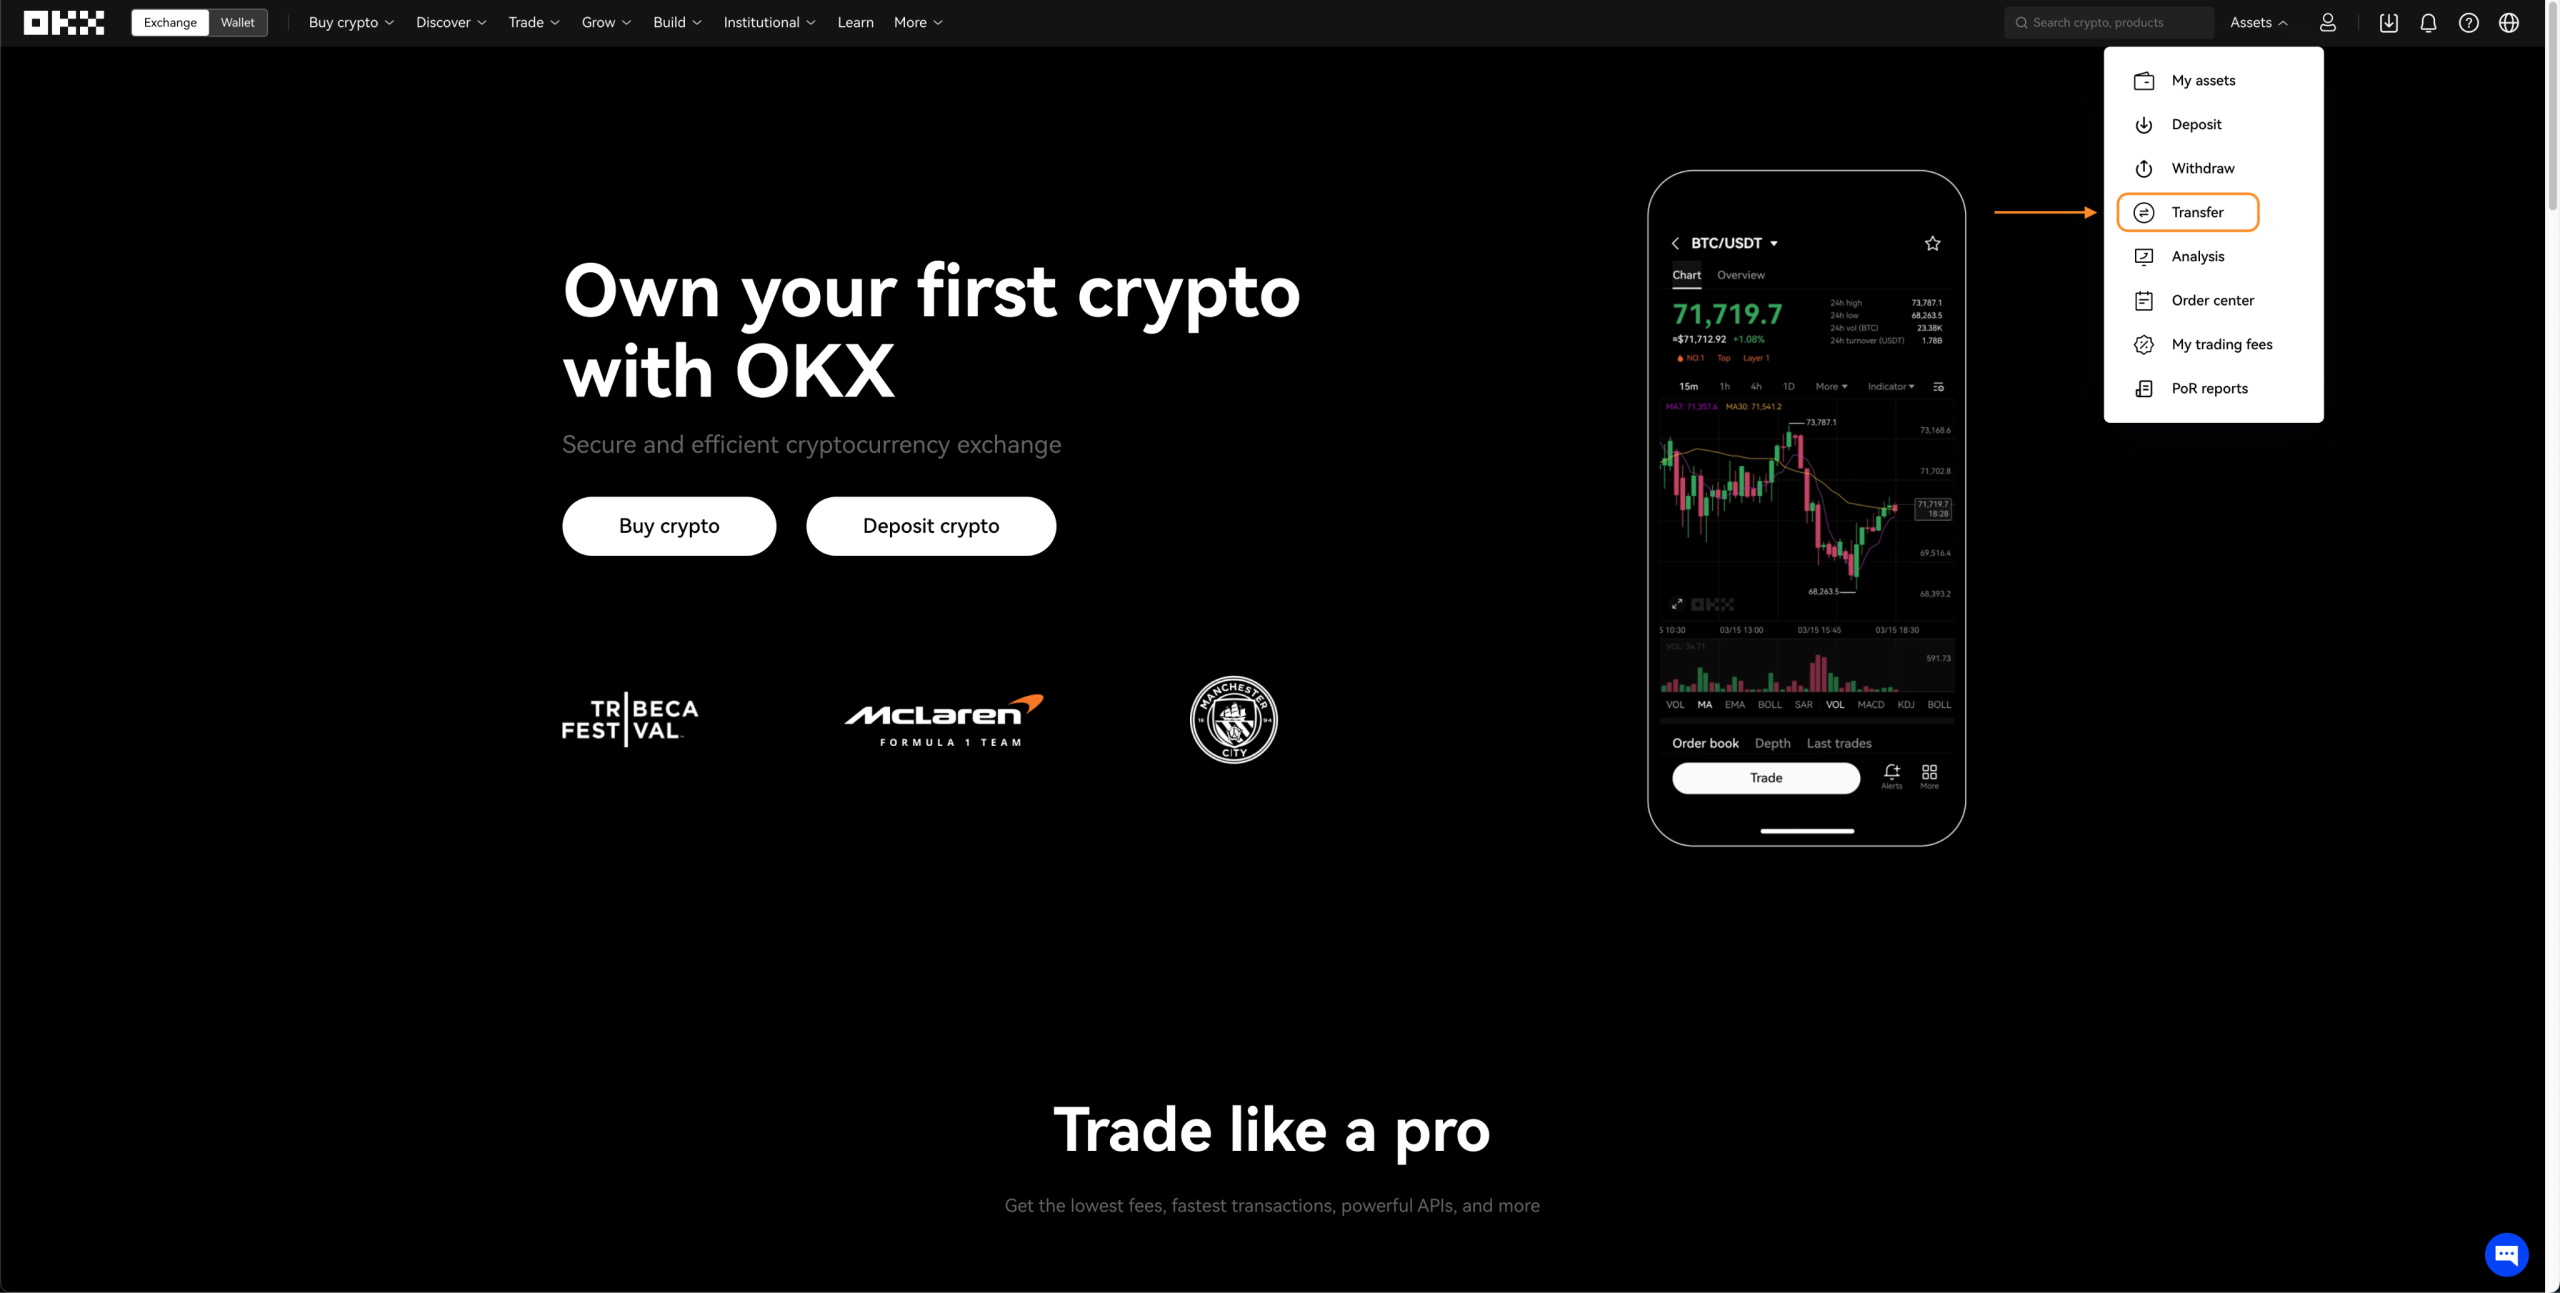 OKX Exchange Wallet Buy crypto Discover Trade Grow Build Institutional Learn More Search crypto, products Assets
My assets
Deposit
Withdraw
Transfer
Analysis
Order center
My trading fees
PoR reports
Own your first crypto
with OKX
Secure and efficient cryptocurrency exchange
Buy crypto Deposit crypto
TRIBECA
FESTIVAL
McLaren
FORMULA 1 TEAM
MANCHESTER
18 94
CITY
BTC/USDT
Chart Overview
71,719.7
≈$71,712.92 +1.08%
24h high 73,787.1
24h low 68,263.5
24h vol (BTC) 23.38K
24h turnover (USDT) 1.78B
NO.1 Top Layer 1
15m 1h 4h 1D More Indicator
MA7: 71,357.6 MA30: 71,541.2
73,787.1
73,168.6
71,702.8
71,719.7
18:28
69,516.4
68,263.5
68,393.2
OKX
5 10:30 03/15 13:00 03/15 15:45 03/15 18:30
VOL: 34.71
591.73
VOL MA EMA BOLL SAR VOL MACD KDJ BOLL
Order book Depth Last trades
Trade Alerts More
Trade like a pro
Get the lowest fees, fastest transactions, powerful APIs, and more